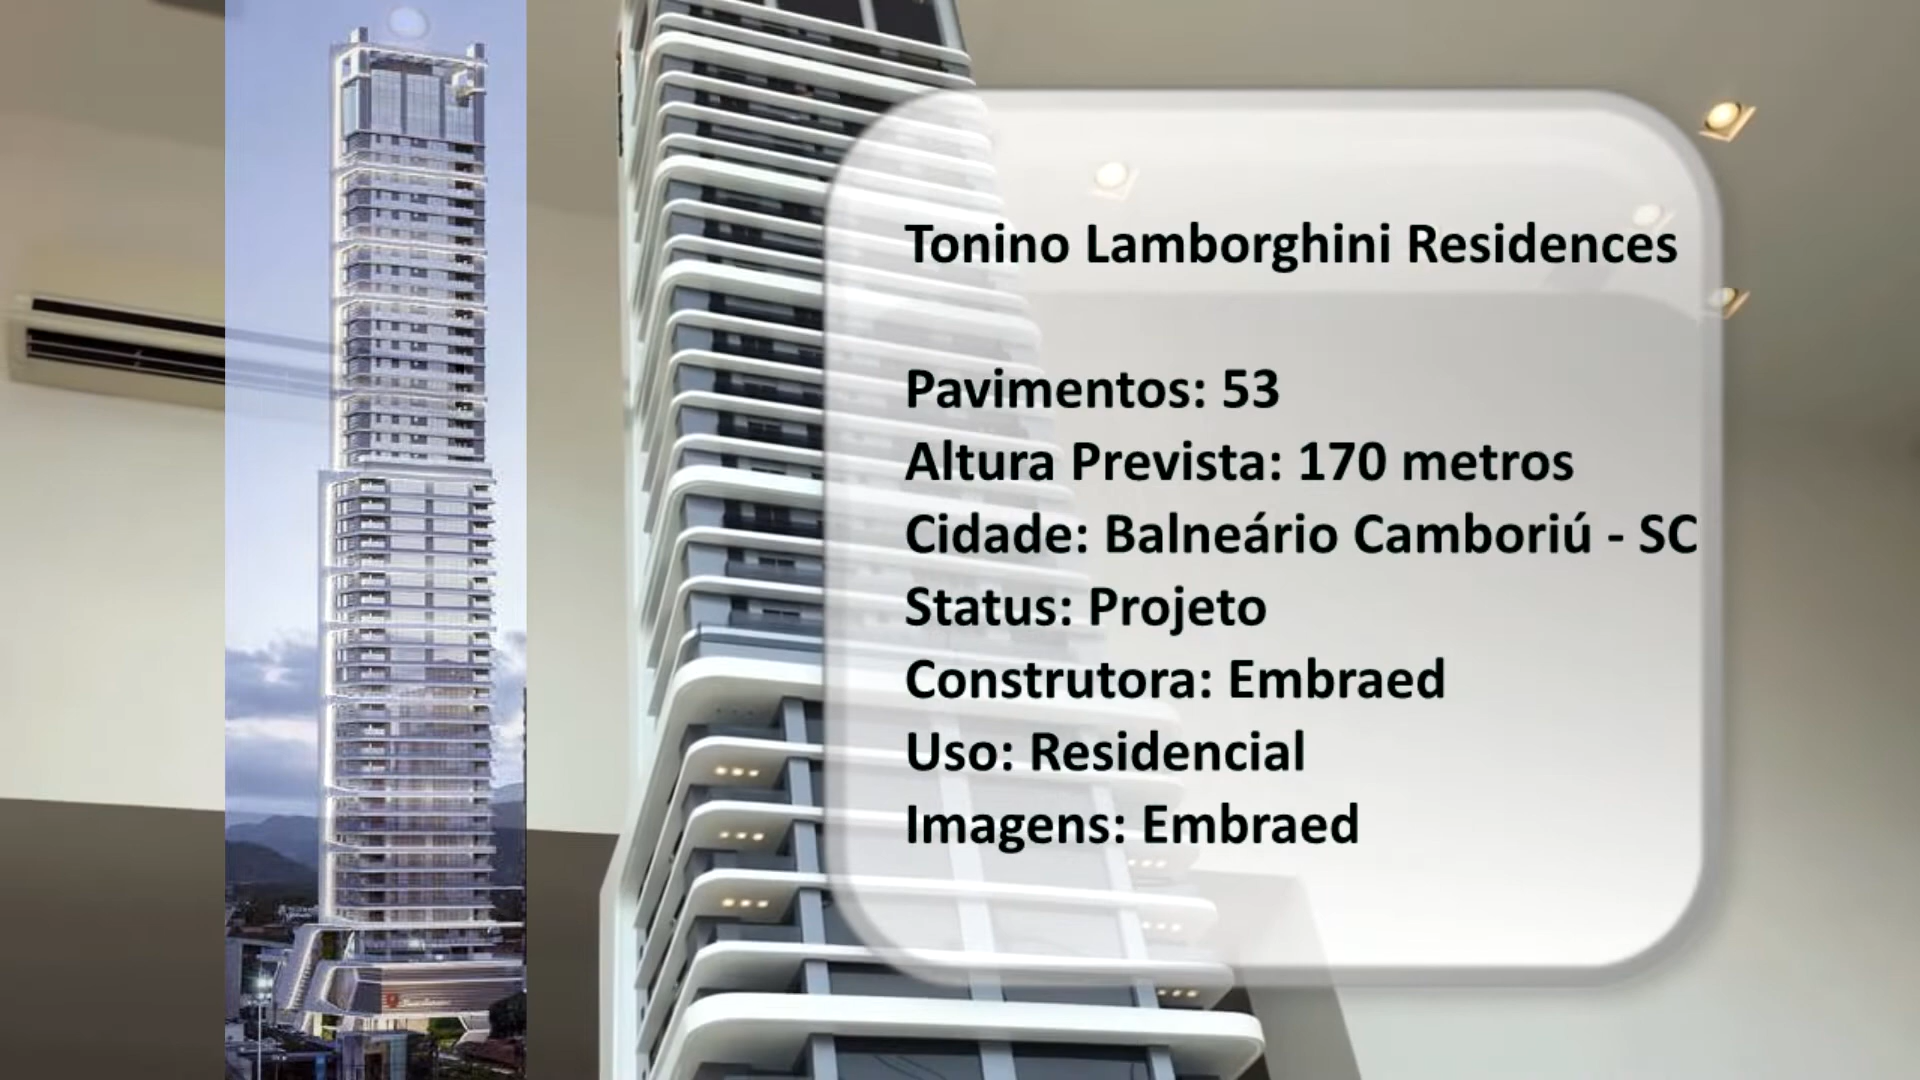 Tonino Lamborghini Residences
Pavimentos: 53
Altura Prevista: 170 metros
Cidade: Balneário Camboriú - SC
Status: Projeto
Construtora: Embraed
Uso: Residencial
Imagens: Embraed